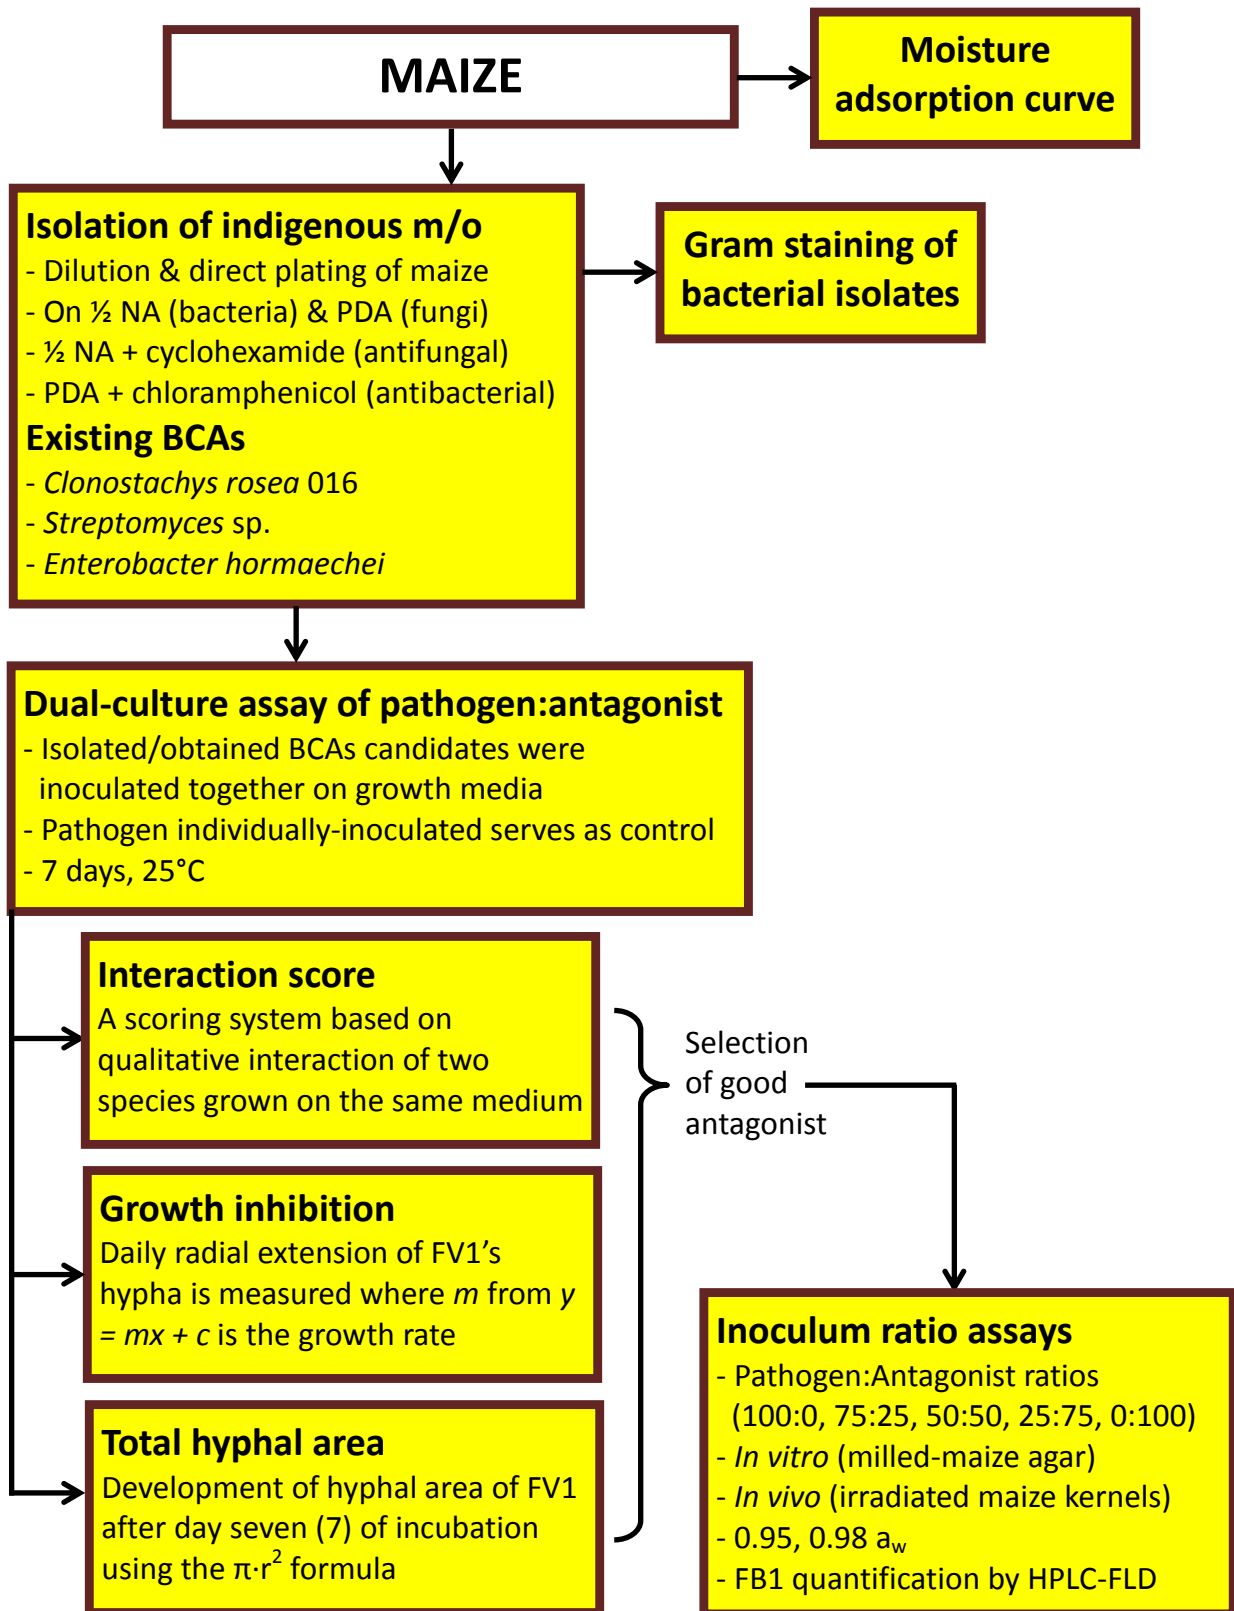 MAIZE
Moisture
adsorption curve
Isolation of indigenous m/o
- Dilution & direct plating of maize
- On ½ NA (bacteria) & PDA (fungi)
- ½ NA + cyclohexamide (antifungal)
- PDA + chloramphenicol (antibacterial)
Existing BCAs
- Clonostachys rosea 016
- Streptomyces sp.
- Enterobacter hormaechei
Gram staining of
bacterial isolates
Dual-culture assay of pathogen:antagonist
- Isolated/obtained BCAs candidates were
inoculated together on growth media
- Pathogen individually-inoculated serves as control
- 7 days, 25°C
Interaction score
A scoring system based on
qualitative interaction of two
species grown on the same medium
Growth inhibition
Daily radial extension of FV1’s
hypha is measured where m from y
= mx + c is the growth rate
Total hyphal area
Development of hyphal area of FV1
after day seven (7) of incubation
using the π·r² formula
Selection
of good
antagonist
Inoculum ratio assays
- Pathogen:Antagonist ratios
(100:0, 75:25, 50:50, 25:75, 0:100)
- In vitro (milled-maize agar)
- In vivo (irradiated maize kernels)
- 0.95, 0.98 a_w
- FB1 quantification by HPLC-FLD